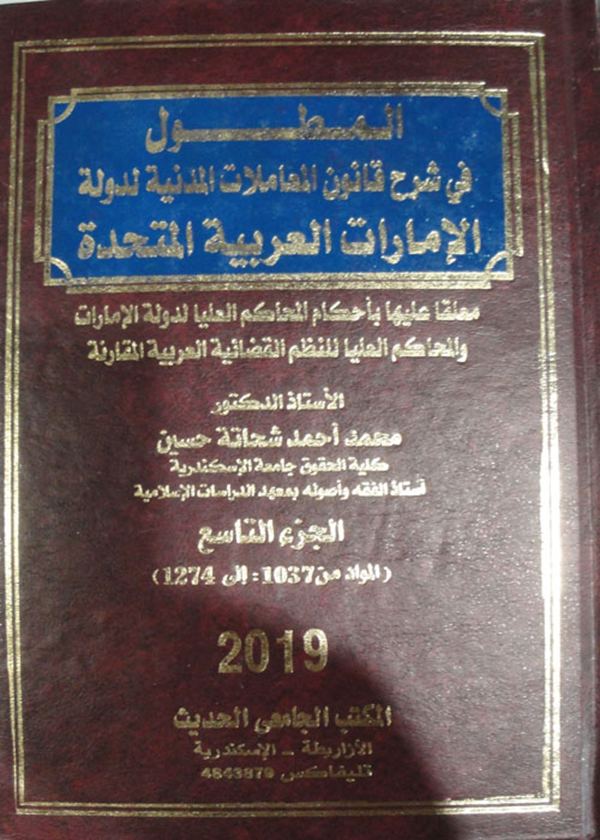 المطول
في شرح قانون المعاملات المدنية لدولة
الإمارات العربية المتحدة
معلقا عليها بأحكام المحاكم العليا لدولة الإمارات
والمحاكم العليا للنظم القضائية العربية المقارنة
الأستاذ الدكتور
محمد أحمد شحاتة حسين
كلية الحقوق جامعة الإسكندرية
أستاذ الفقه وأصوله بمعهد الدراسات الإسلامية
الجزء التاسع
(المواد من 1037: إلى 1274)
2019
المكتب الجامعى الحديث
الأزاريطة - الإسكندرية
تليفاكس 4843879